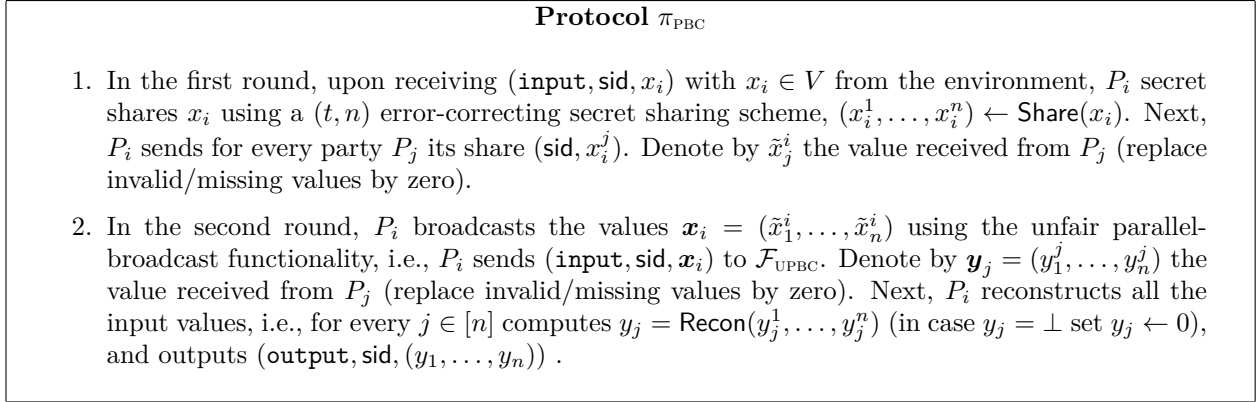 Protocol π_PBC
1. In the first round, upon receiving (input, sid, x_i) with x_i ∈ V from the environment, P_i secret
shares x_i using a (t, n) error-correcting secret sharing scheme, (x_i^1, . . . , x_i^n) ← Share(x_i). Next,
P_i sends for every party P_j its share (sid, x_i^j). Denote by x̃_j^i the value received from P_j (replace
invalid/missing values by zero).
2. In the second round, P_i broadcasts the values 𝒙_i = (x̃_1^i, . . . , x̃_n^i) using the unfair parallel-
broadcast functionality, i.e., P_i sends (input, sid, 𝒙_i) to F_UPBC. Denote by 𝒚_j = (y_1^j, . . . , y_n^j) the
value received from P_j (replace invalid/missing values by zero). Next, P_i reconstructs all the
input values, i.e., for every j ∈ [n] computes y_j = Recon(y_j^1, . . . , y_j^n) (in case y_j = ⊥ set y_j ← 0),
and outputs (output, sid, (y_1, . . . , y_n)) .